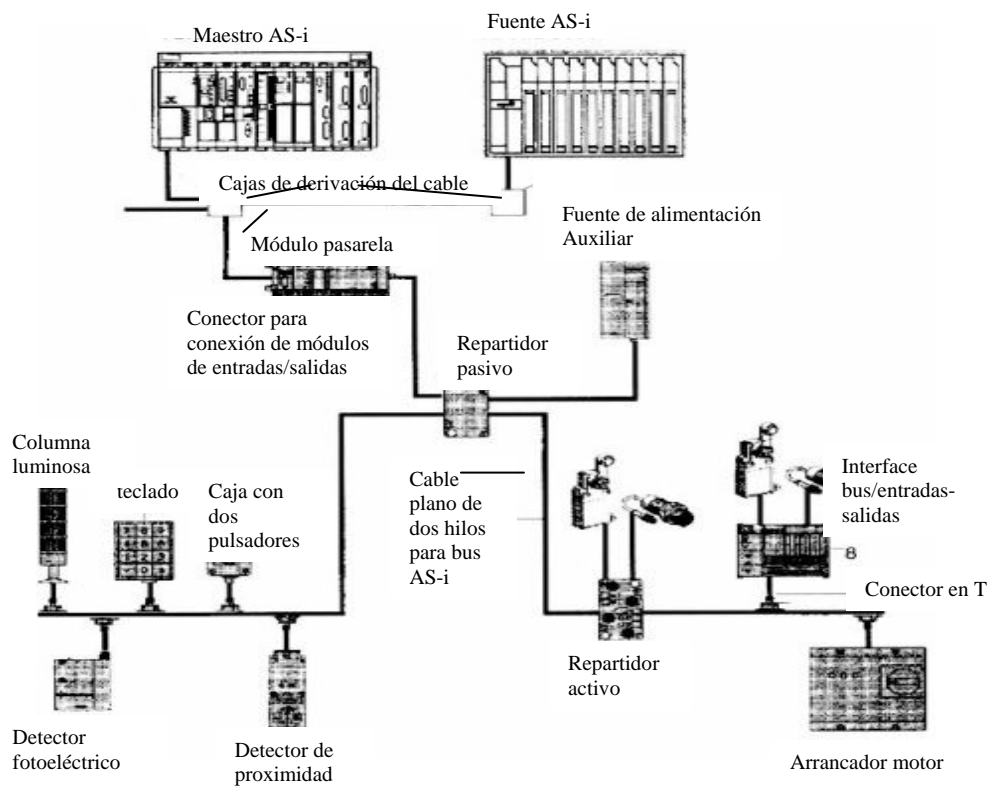 Fuente AS-i
Maestro AS-i
Cajas de derivación del cable
Fuente de alimentación
Auxiliar
Módulo pasarela
Conector para
conexión de módulos
de entradas/salidas
Repartidor
pasivo
Columna
luminosa
teclado
Caja con
dos
pulsadores
Cable
plano de
dos hilos
para bus
AS-i
Interface
bus/entradas-
salidas
8
Conector en T
Repartidor
activo
Detector
fotoeléctrico
Detector de
proximidad
Arrancador motor